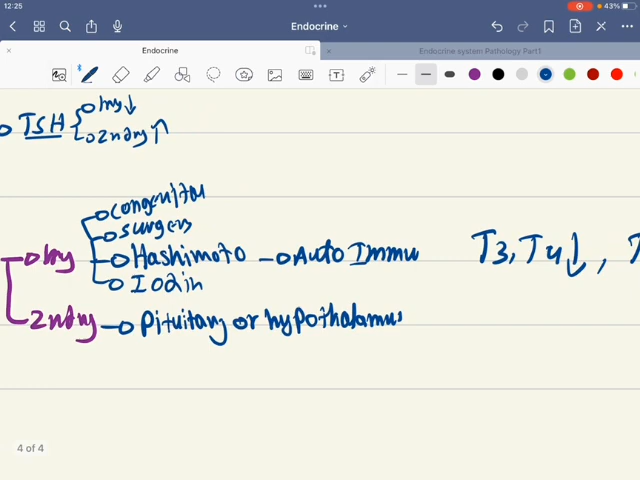 12:25
43%
Endocrine
Endocrine
Endocrine system Pathology Part1
TSH
1ry ↓
2ndry ↑
congenital
surgery
1ry
Hashimoto
Auto Immu
T3, T4 ↓,
Iodin
2ndry
Pituitary or hypothalamus
4 of 4